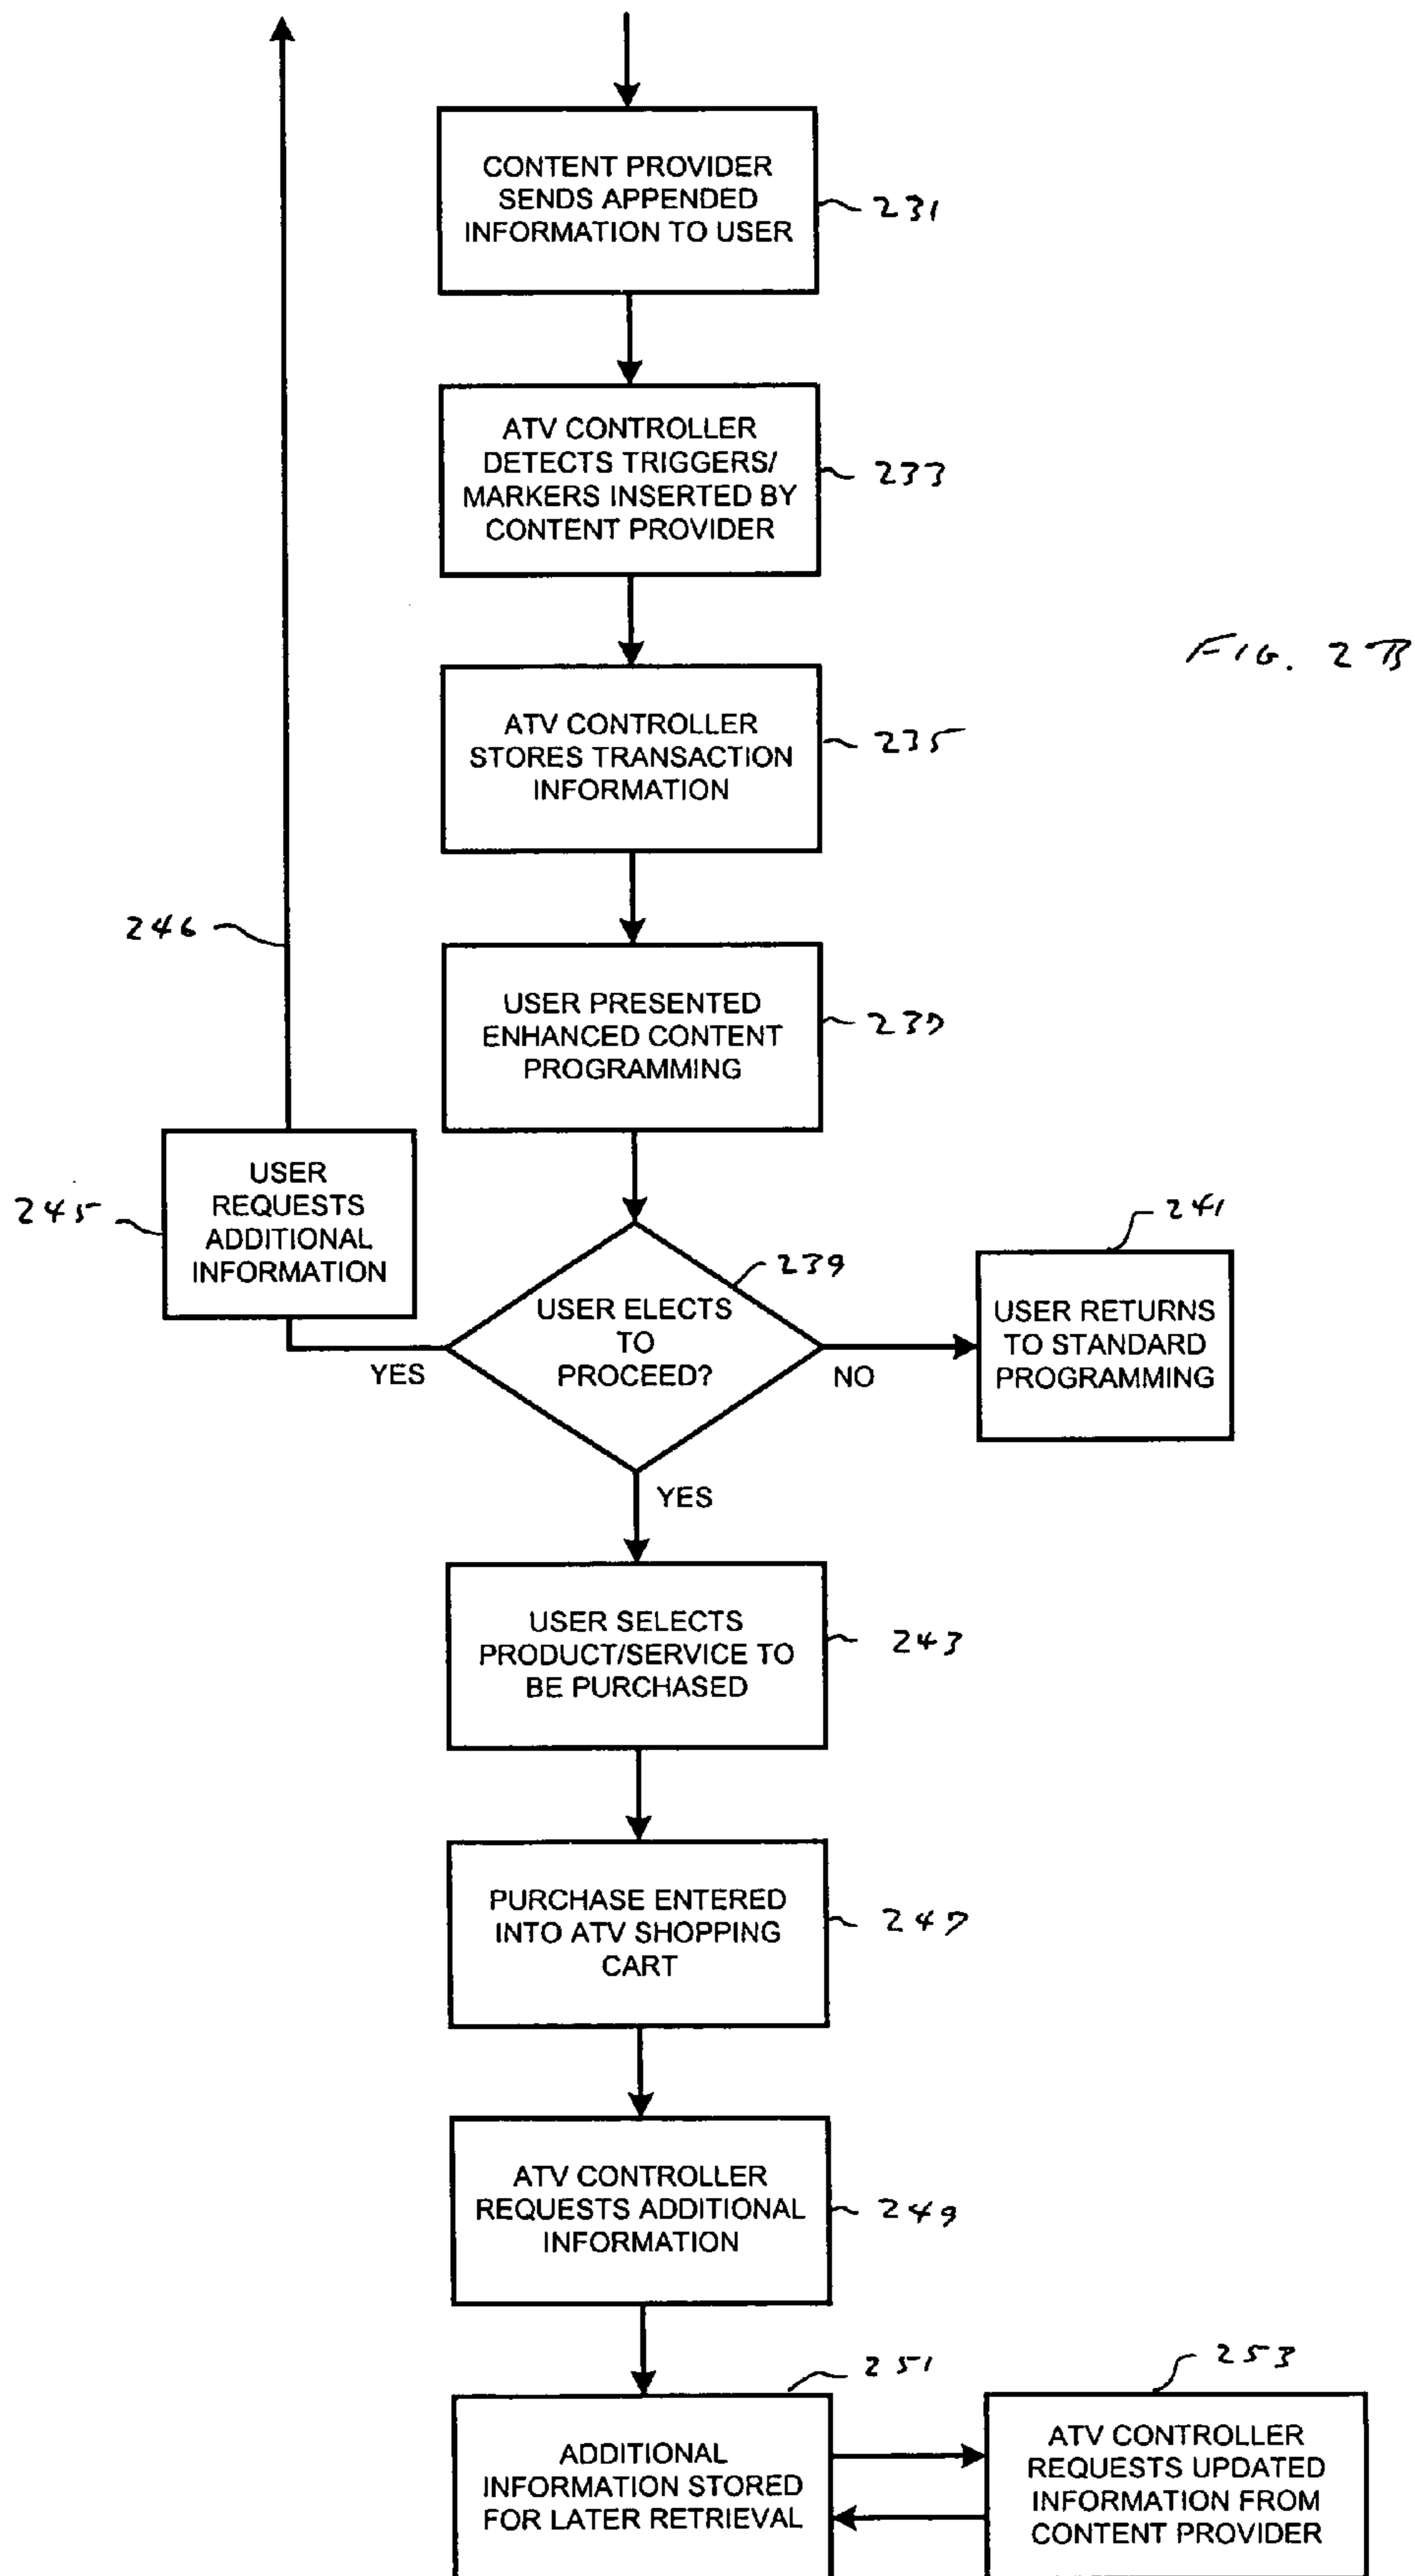 CONTENT PROVIDER
SENDS APPENDED
INFORMATION TO USER
231
ATV CONTROLLER
DETECTS TRIGGERS/
MARKERS INSERTED BY
CONTENT PROVIDER
233
FIG. 2B
ATV CONTROLLER
STORES TRANSACTION
INFORMATION
235
246
USER PRESENTED
ENHANCED CONTENT
PROGRAMMING
237
USER
REQUESTS
ADDITIONAL
INFORMATION
245
239
USER ELECTS
TO
PROCEED?
YES
NO
241
USER RETURNS
TO STANDARD
PROGRAMMING
YES
USER SELECTS
PRODUCT/SERVICE TO
BE PURCHASED
243
PURCHASE ENTERED
INTO ATV SHOPPING
CART
247
ATV CONTROLLER
REQUESTS ADDITIONAL
INFORMATION
249
251
ADDITIONAL
INFORMATION STORED
FOR LATER RETRIEVAL
253
ATV CONTROLLER
REQUESTS UPDATED
INFORMATION FROM
CONTENT PROVIDER